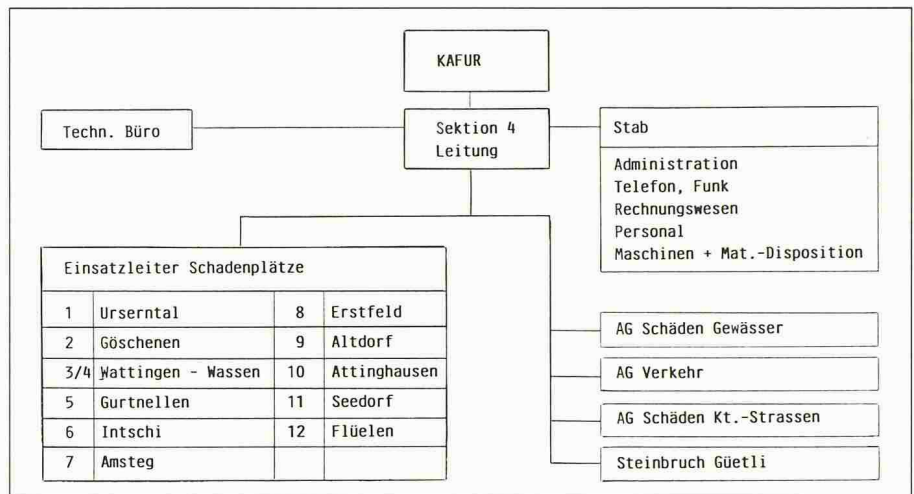 KAFUR
Techn. Büro
Sektion 4
Leitung
Stab
Administration
Telefon, Funk
Rechnungswesen
Personal
Maschinen + Mat.-Disposition
Einsatzleiter Schadenplätze
1 Urserntal 8 Erstfeld
2 Göschenen 9 Altdorf
3/4 Wattingen - Wassen 10 Attinghausen
5 Gurtnellen 11 Seedorf
6 Intschi 12 Flüelen
7 Amsteg
AG Schäden Gewässer
AG Verkehr
AG Schäden Kt.-Strassen
Steinbruch Güetli